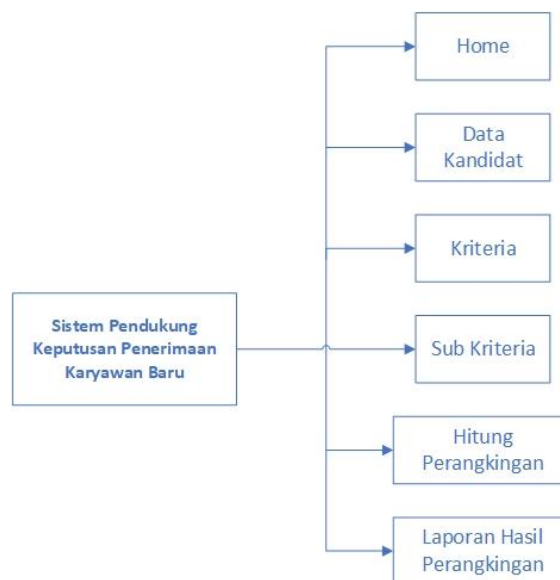 Home
Data
Kandidat
Kriteria
Sistem Pendukung
Keputusan Penerimaan
Karyawan Baru
Sub Kriteria
Hitung
Perangkingan
Laporan Hasil
Perangkingan